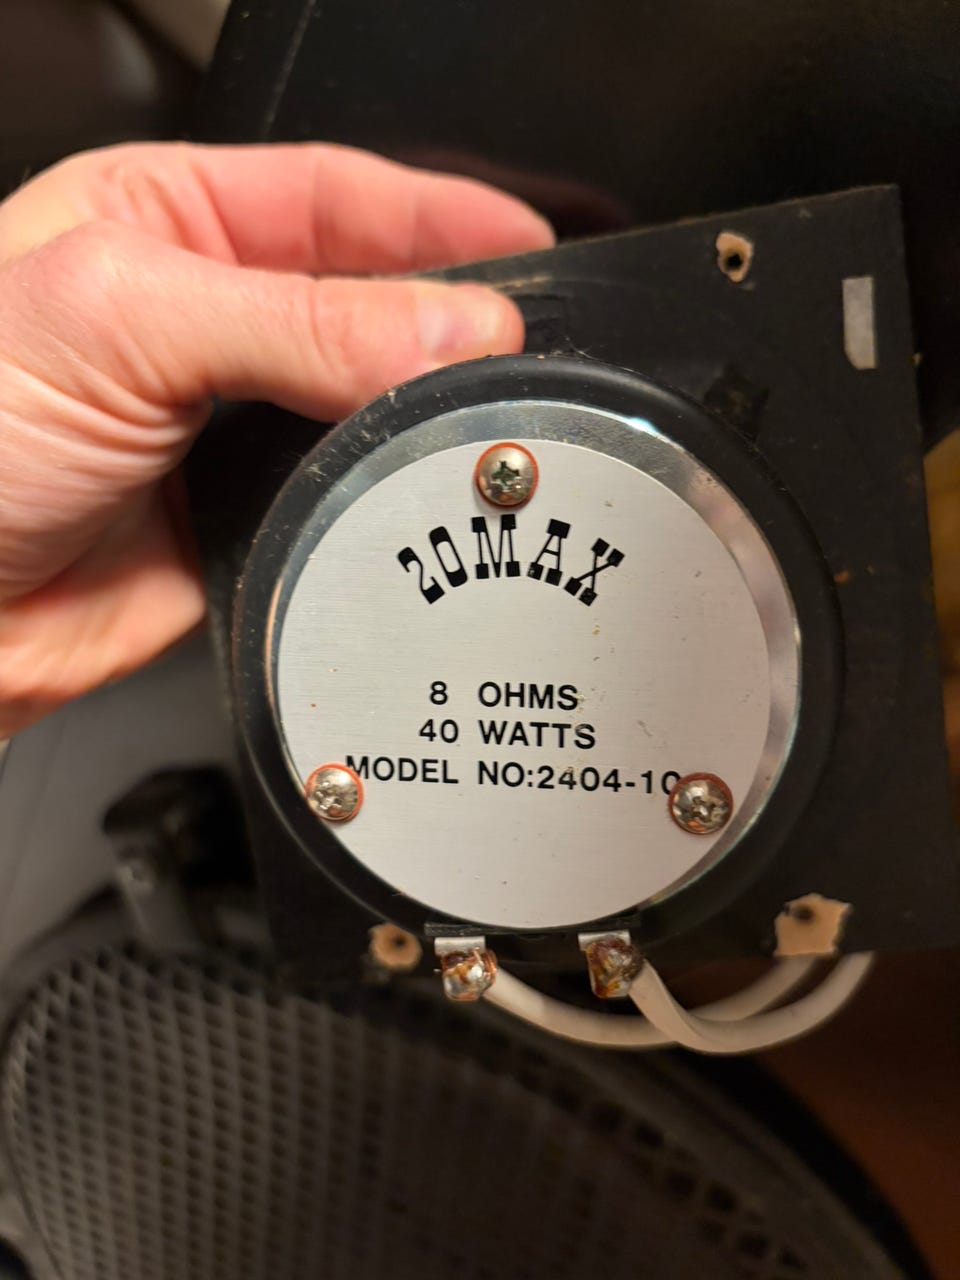 20MAX
8 OHMS
40 WATTS
MODEL NO:2404-10